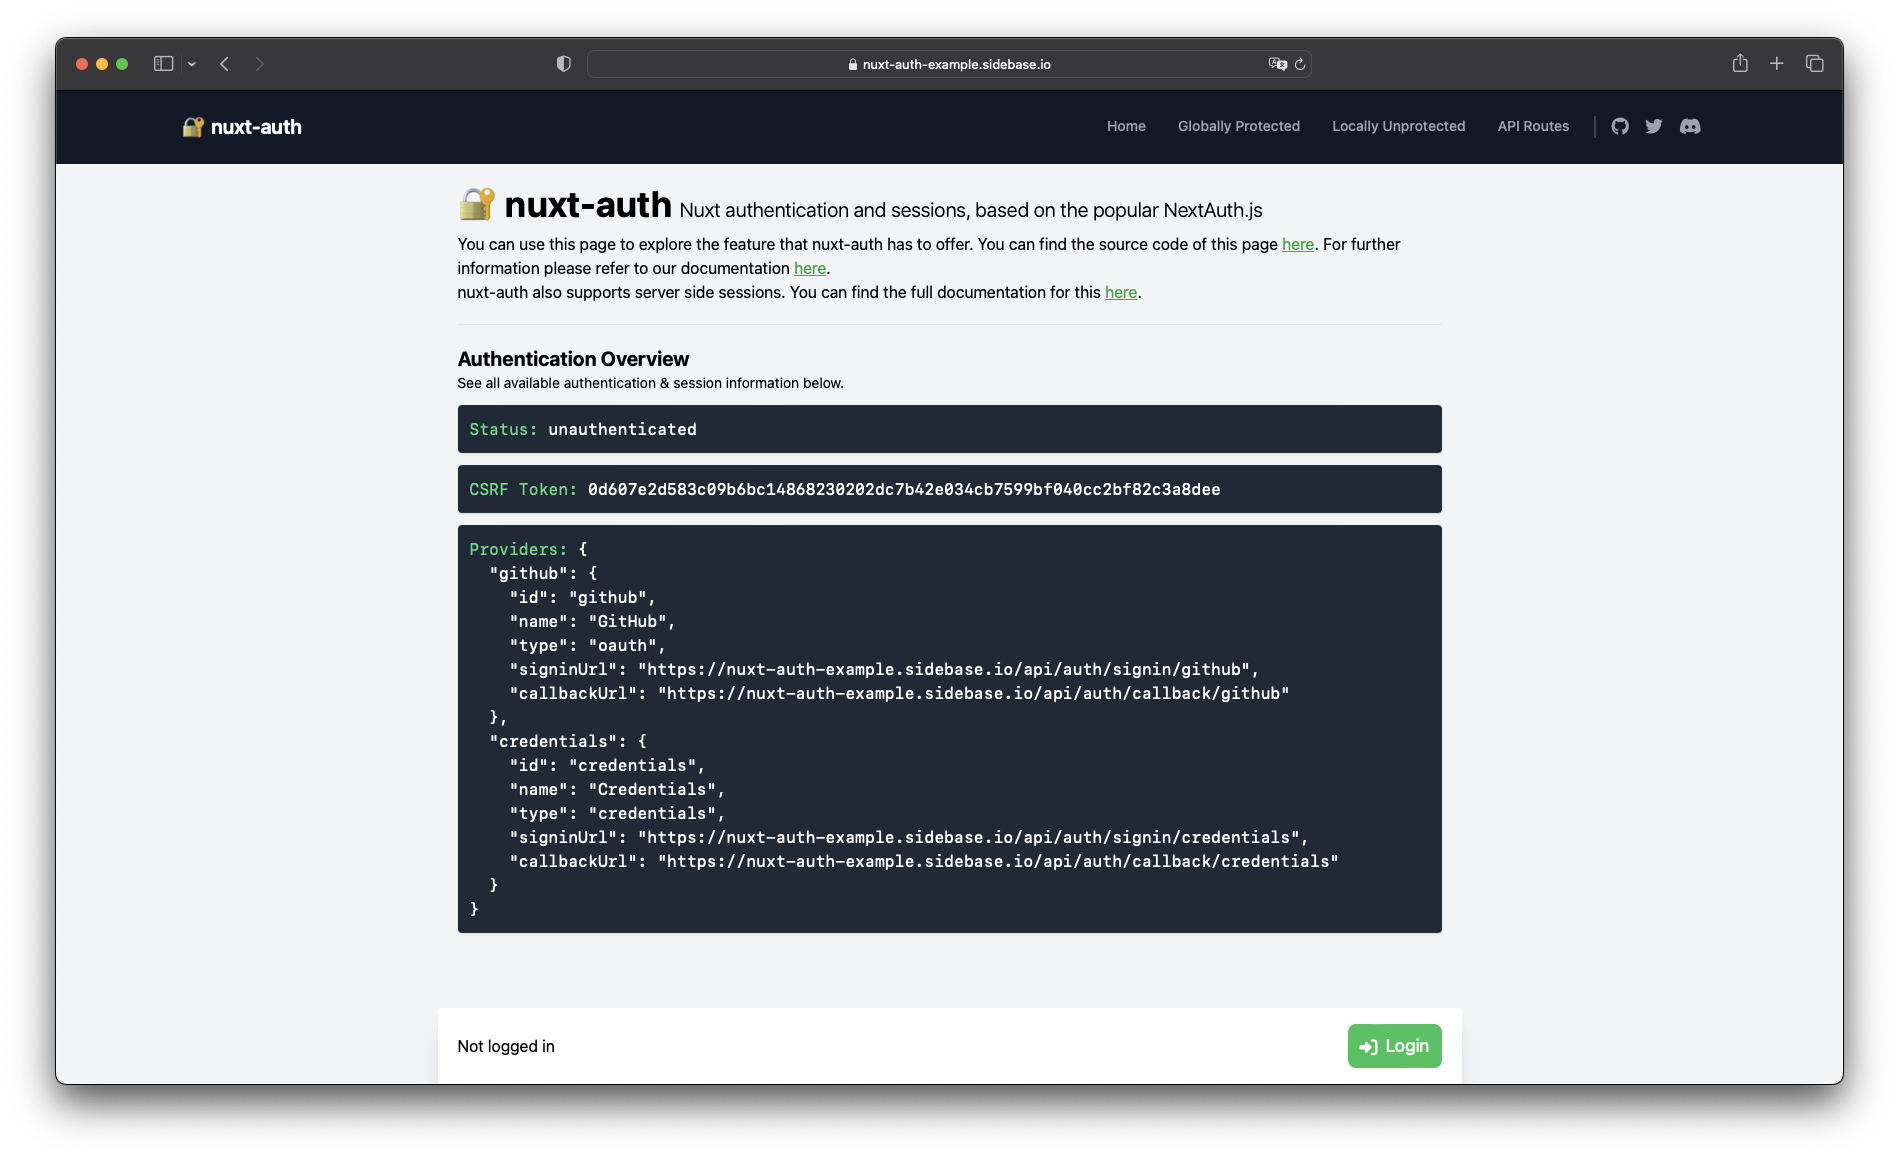 nuxt-auth-example.sidebase.io
nuxt-auth
Home Globally Protected Locally Unprotected API Routes
nuxt-auth Nuxt authentication and sessions, based on the popular NextAuth.js
You can use this page to explore the feature that nuxt-auth has to offer. You can find the source code of this page here. For further
information please refer to our documentation here.
nuxt-auth also supports server side sessions. You can find the full documentation for this here.
Authentication Overview
See all available authentication & session information below.
Status: unauthenticated
CSRF Token: 0d607e2d583c09b6bc14868230202dc7b42e034cb7599bf040cc2bf82c3a8dee
Providers: {
"github": {
"id": "github",
"name": "GitHub",
"type": "oauth",
"signinUrl": "https://nuxt-auth-example.sidebase.io/api/auth/signin/github",
"callbackUrl": "https://nuxt-auth-example.sidebase.io/api/auth/callback/github"
},
"credentials": {
"id": "credentials",
"name": "Credentials",
"type": "credentials",
"signinUrl": "https://nuxt-auth-example.sidebase.io/api/auth/signin/credentials",
"callbackUrl": "https://nuxt-auth-example.sidebase.io/api/auth/callback/credentials"
}
}
Not logged in
Login